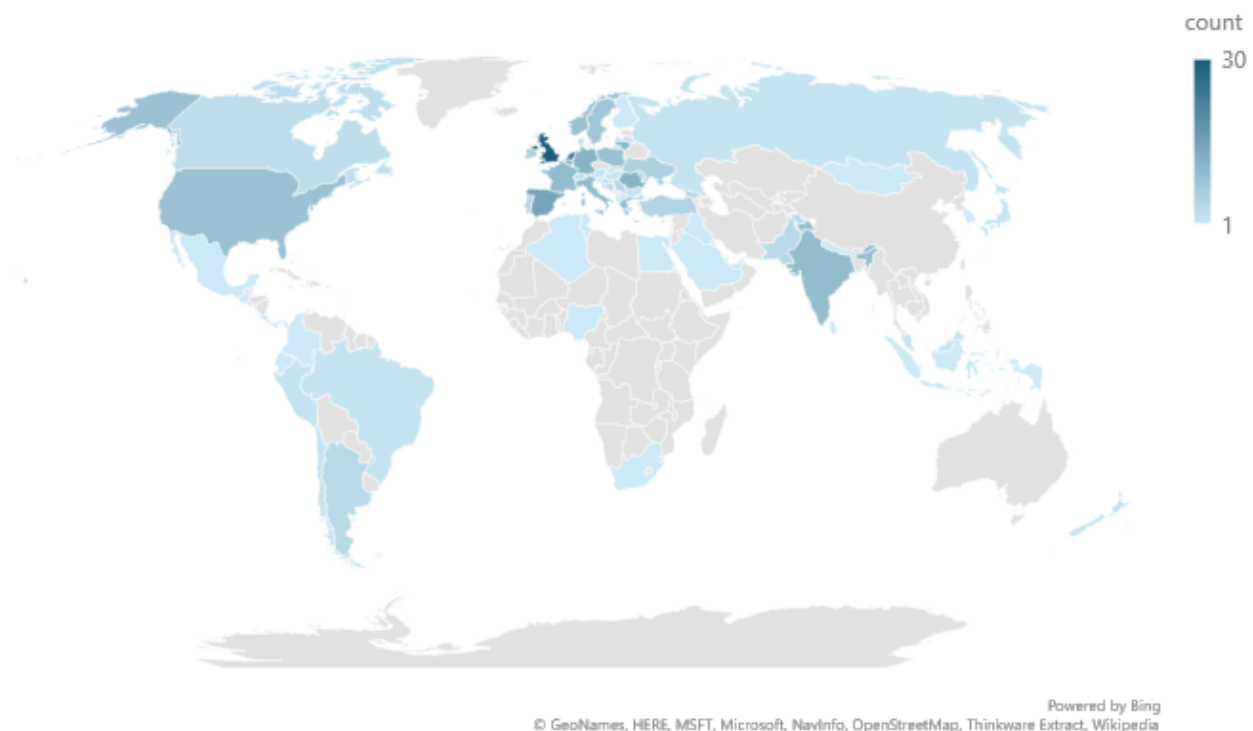 count
30
1
Powered by Bing
© GeoNames, HERE, MSFT, Microsoft, NavInfo, OpenStreetMap, Thinkware Extract, Wikipedia